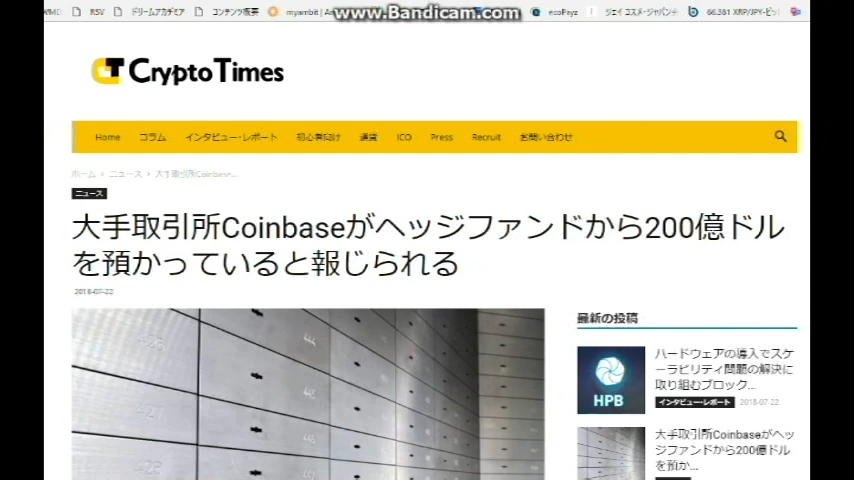 www.Bandicam.com
RSV ドリームアカデミア コンテンツ概要 myambit ecoPayz ジェイ コスメ・ジャパン 66.381 XRP/JPY-ビッ
CryptoTimes
Home コラム インタビュー・レポート 初心者向け 通貨 ICO Press Recruit お問い合わせ
ホーム › ニュース › 大手取引所Coinbase...
ニュース
大手取引所Coinbaseがヘッジファンドから200億ドル
を預かっていると報じられる
2018-07-22
最新の投稿
HPB
ハードウェアの導入でスケ
ーラビリティ問題の解決に
取り組むブロック...
インタビュー・レポート 2018-07-22
大手取引所Coinbaseがヘッ
ジファンドから200億ドル
を預か...